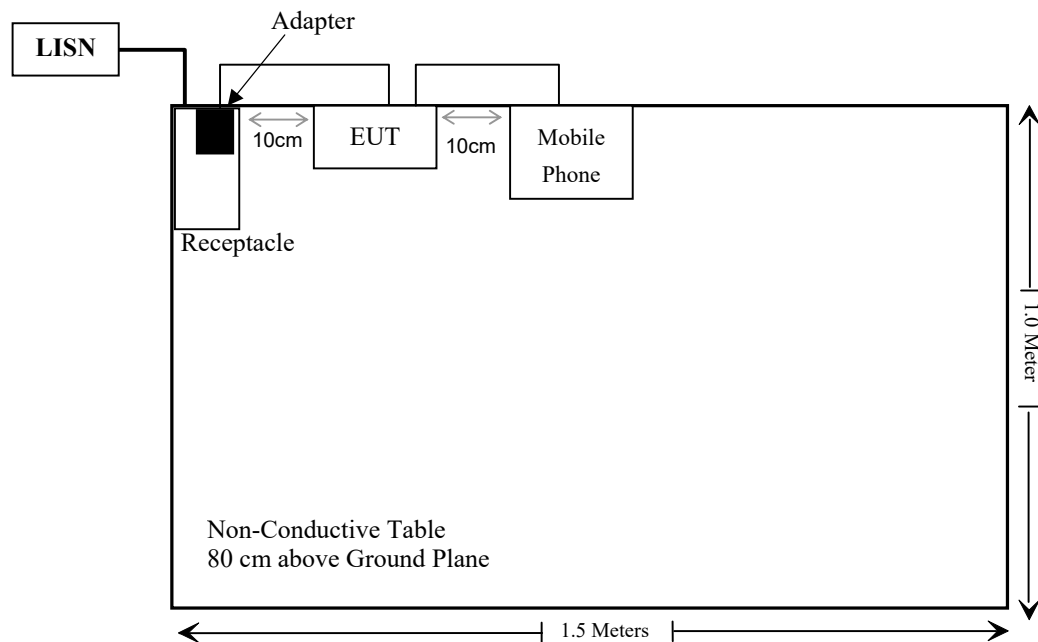 Adapter
LISN
10cm
EUT
10cm
Mobile
Phone
Receptacle
1.0 Meter
Non-Conductive Table
80 cm above Ground Plane
1.5 Meters